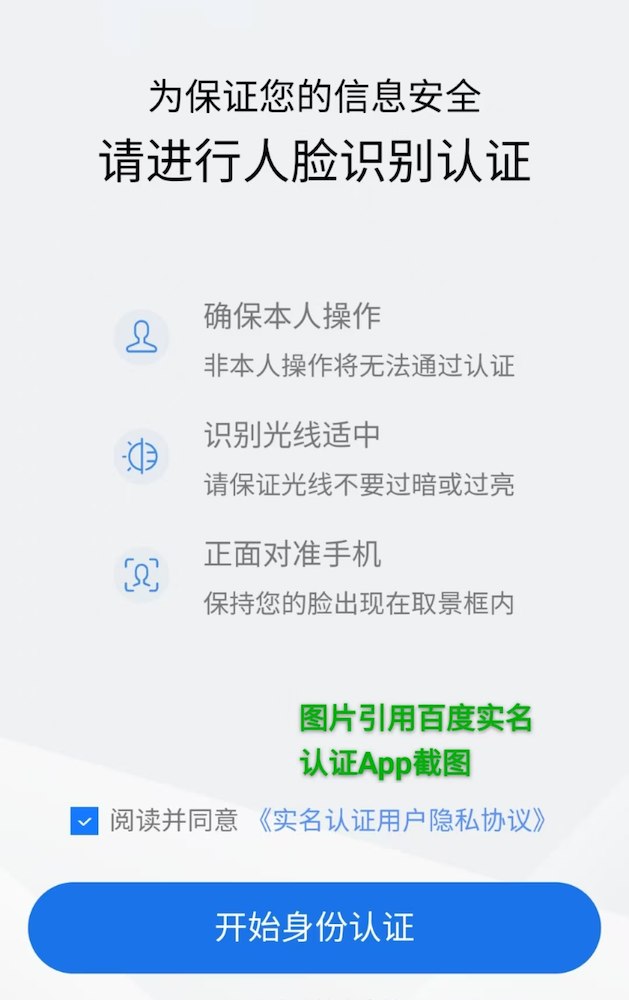 为保证您的信息安全
请进行人脸识别认证
确保本人操作
非本人操作将无法通过认证
识别光线适中
请保证光线不要过暗或过亮
正面对准手机
保持您的脸出现在取景框内
图片引用百度实名
认证App截图
阅读并同意《实名认证用户隐私协议》
开始身份认证